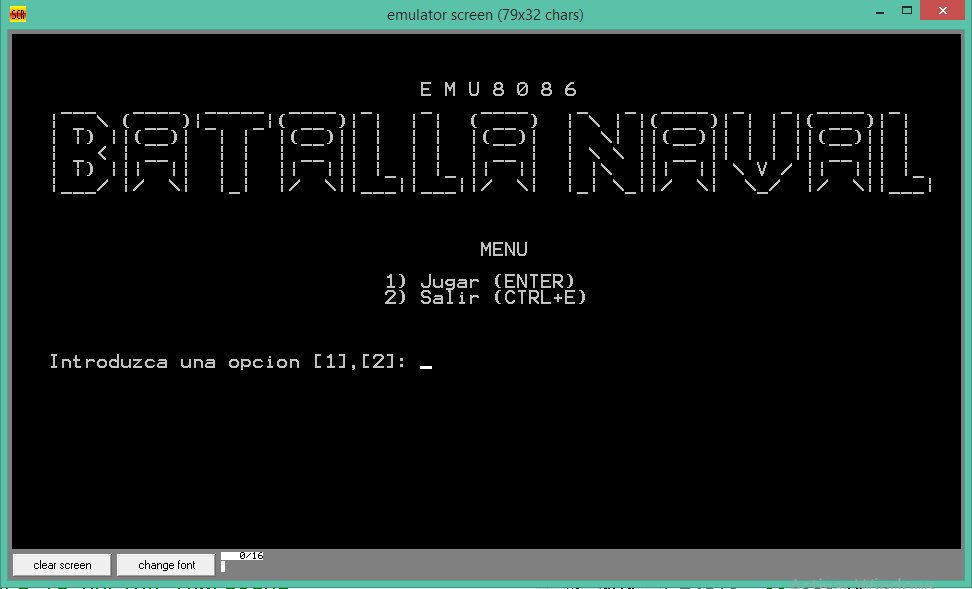 emulator screen (79x32 chars)
E M U 8 0 8 6
BATALLA NAVAL
MENU
1) Jugar (ENTER)
2) Salir (CTRL+E)
Introduzca una opcion [1],[2]: _
clear screen
change font
0/16